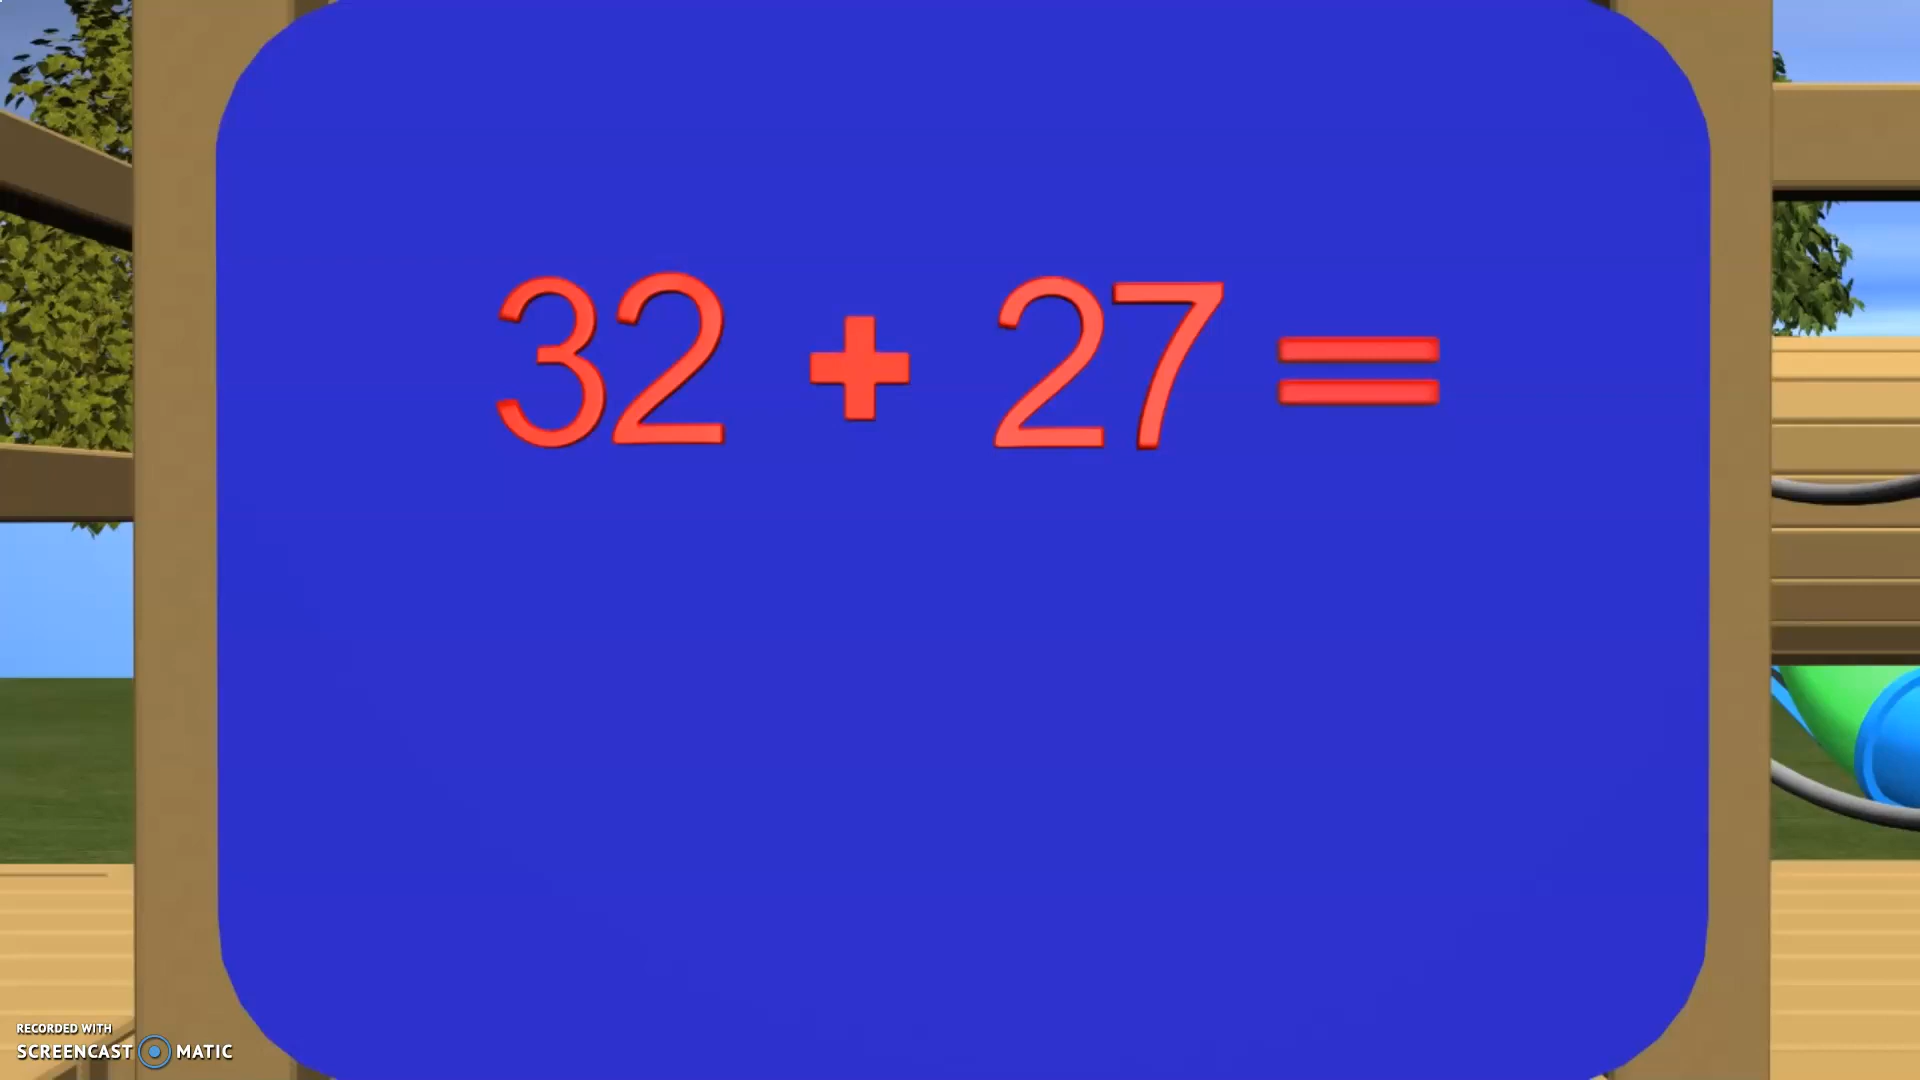 32 + 27 =
RECORDED WITH
SCREENCAST MATIC